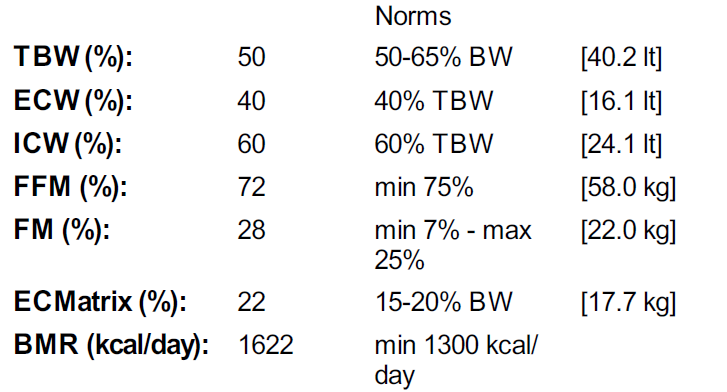 Norms
TBW (%): 50 50-65% BW [40.2 lt]
ECW (%): 40 40% TBW [16.1 lt]
ICW (%): 60 60% TBW [24.1 lt]
FFM (%): 72 min 75% [58.0 kg]
FM (%): 28 min 7% - max [22.0 kg]
25%
ECMatrix (%): 22 15-20% BW [17.7 kg]
BMR (kcal/day): 1622 min 1300 kcal/
day